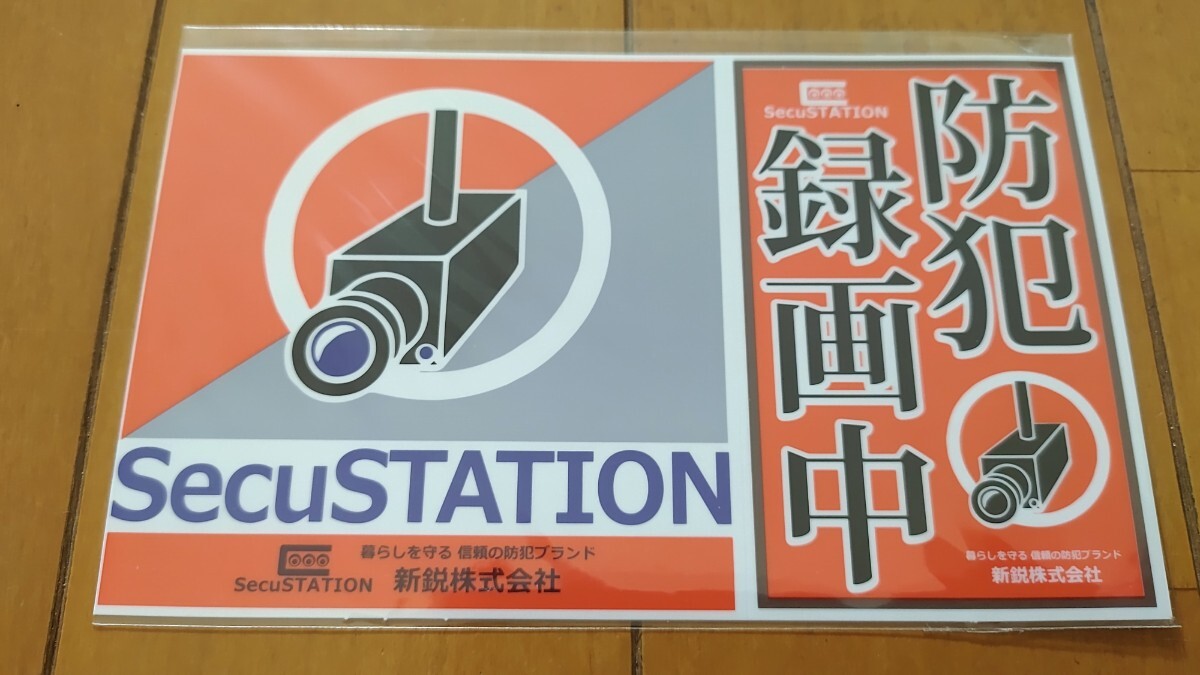 SecuSTATION
SecuSTATION
暮らしを守る 信頼の防犯ブランド
新鋭株式会社
SecuSTATION
防犯
録画中
暮らしを守る 信頼の防犯ブランド
新鋭株式会社